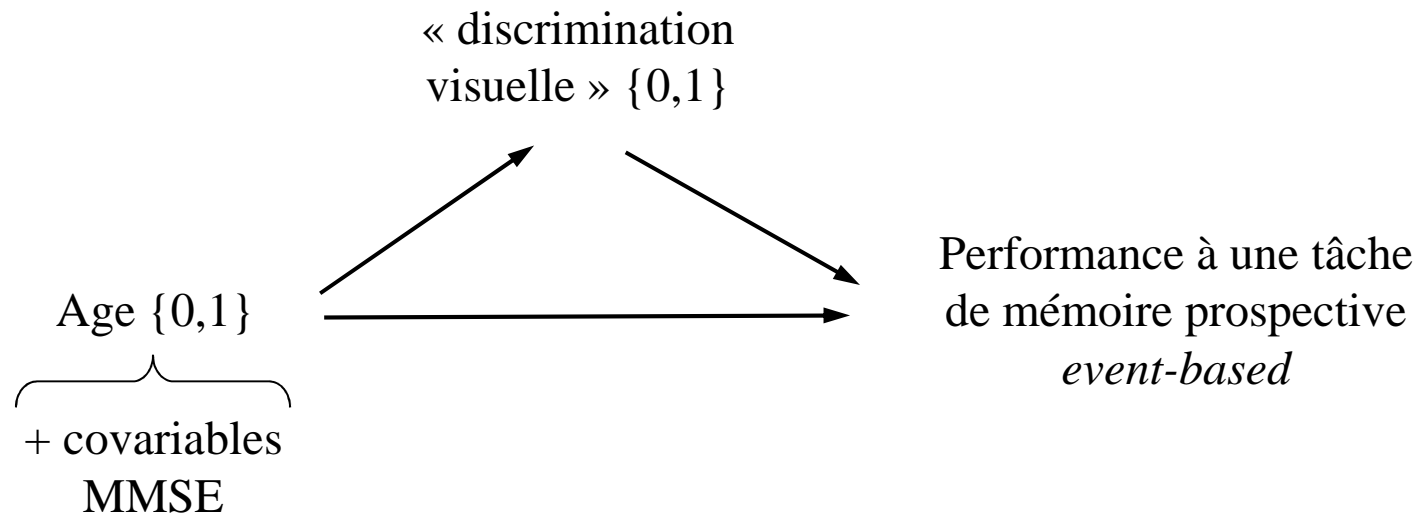 « discrimination
visuelle » {0,1}
Performance à une tâche
de mémoire prospective
event-based
Age {0,1}
+ covariables
MMSE